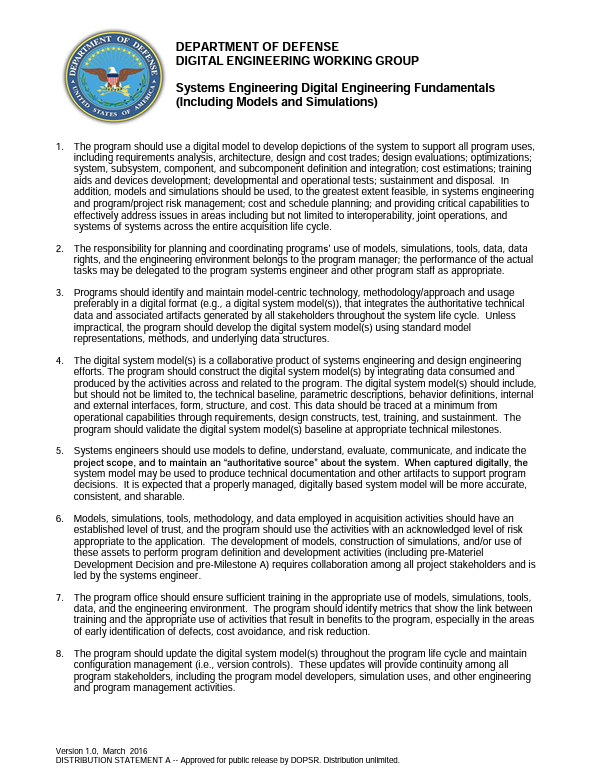 DEPARTMENT OF DEFENSE
UNITED STATES OF AMERICA
DEPARTMENT OF DEFENSE
DIGITAL ENGINEERING WORKING GROUP
Systems Engineering Digital Engineering Fundamentals
(Including Models and Simulations)
1. The program should use a digital model to develop depictions of the system to support all program uses,
including requirements analysis, architecture, design and cost trades; design evaluations; optimizations;
system, subsystem, component, and subcomponent definition and integration; cost estimations; training
aids and devices development; developmental and operational tests; sustainment and disposal. In
addition, models and simulations should be used, to the greatest extent feasible, in systems engineering
and program/project risk management; cost and schedule planning; and providing critical capabilities to
effectively address issues in areas including but not limited to interoperability, joint operations, and
systems of systems across the entire acquisition life cycle.
2. The responsibility for planning and coordinating programs' use of models, simulations, tools, data, data
rights, and the engineering environment belongs to the program manager; the performance of the actual
tasks may be delegated to the program systems engineer and other program staff as appropriate.
3. Programs should identify and maintain model-centric technology, methodology/approach and usage
preferably in a digital format (e.g., a digital system model(s)), that integrates the authoritative technical
data and associated artifacts generated by all stakeholders throughout the system life cycle. Unless
impractical, the program should develop the digital system model(s) using standard model
representations, methods, and underlying data structures.
4. The digital system model(s) is a collaborative product of systems engineering and design engineering
efforts. The program should construct the digital system model(s) by integrating data consumed and
produced by the activities across and related to the program. The digital system model(s) should include,
but should not be limited to, the technical baseline, parametric descriptions, behavior definitions, internal
and external interfaces, form, structure, and cost. This data should be traced at a minimum from
operational capabilities through requirements, design constructs, test, training, and sustainment. The
program should validate the digital system model(s) baseline at appropriate technical milestones.
5. Systems engineers should use models to define, understand, evaluate, communicate, and indicate the
project scope, and to maintain an “authoritative source” about the system. When captured digitally, the
system model may be used to produce technical documentation and other artifacts to support program
decisions. It is expected that a properly managed, digitally based system model will be more accurate,
consistent, and sharable.
6. Models, simulations, tools, methodology, and data employed in acquisition activities should have an
established level of trust, and the program should use the activities with an acknowledged level of risk
appropriate to the application. The development of models, construction of simulations, and/or use of
these assets to perform program definition and development activities (including pre-Materiel
Development Decision and pre-Milestone A) requires collaboration among all project stakeholders and is
led by the systems engineer.
7. The program office should ensure sufficient training in the appropriate use of models, simulations, tools,
data, and the engineering environment. The program should identify metrics that show the link between
training and the appropriate use of activities that result in benefits to the program, especially in the areas
of early identification of defects, cost avoidance, and risk reduction.
8. The program should update the digital system model(s) throughout the program life cycle and maintain
configuration management (i.e., version controls). These updates will provide continuity among all
program stakeholders, including the program model developers, simulation uses, and other engineering
and program management activities.
Version 1.0, March 2016
DISTRIBUTION STATEMENT A -- Approved for public release by DOPSR. Distribution unlimited.